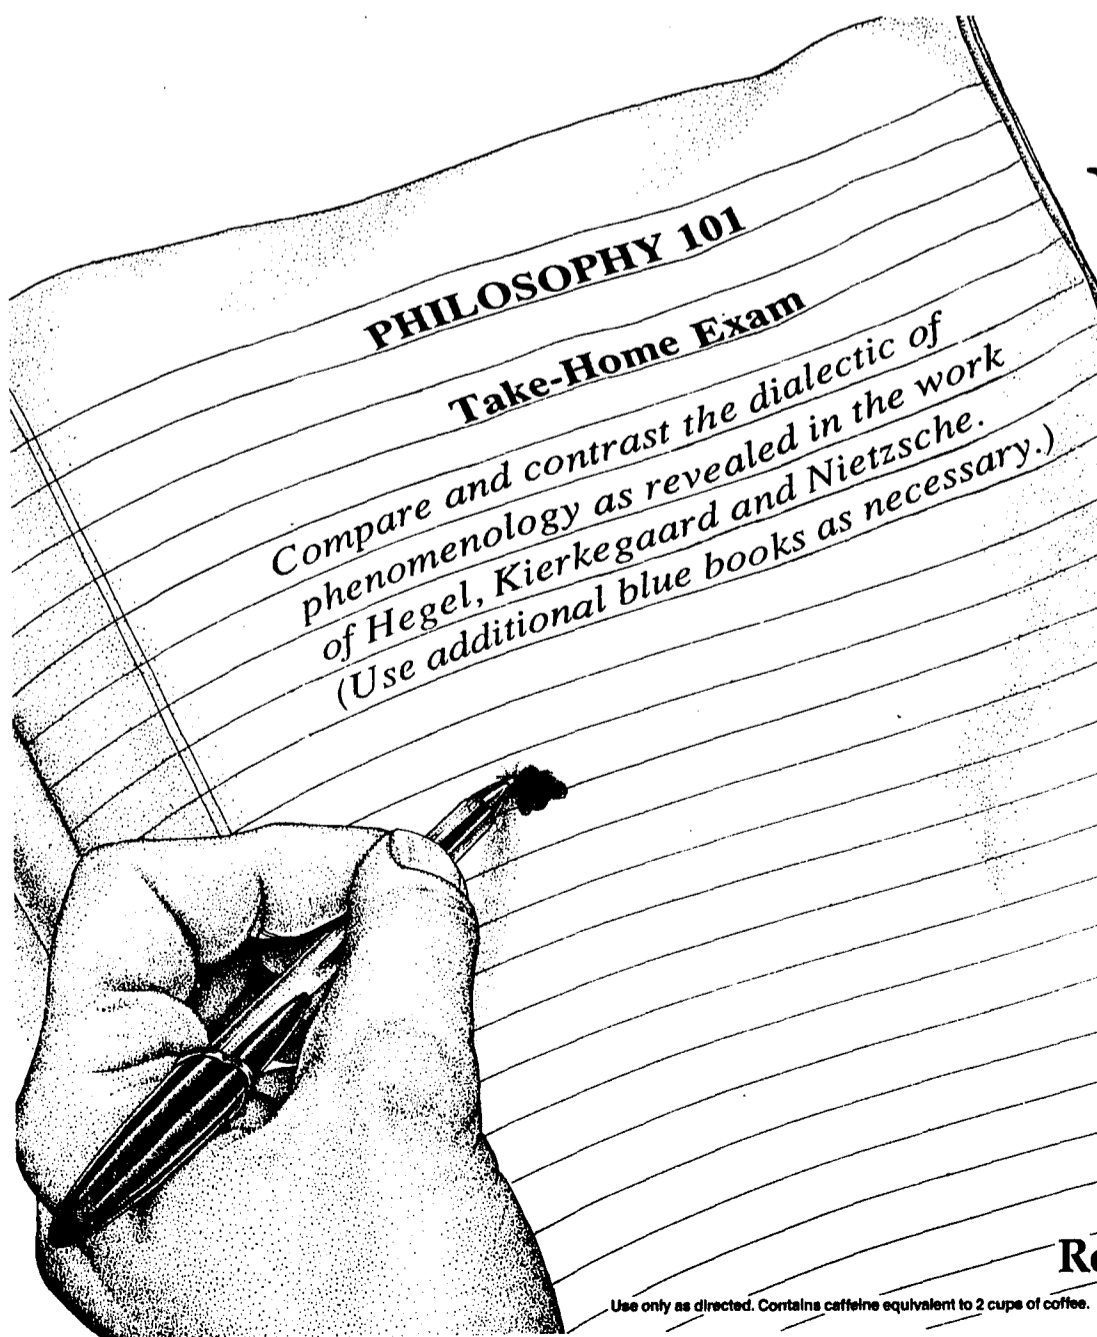 PHILOSOPHY 101
Take-Home Exam
Compare and contrast the dialectic of
phenomenology as revealed in the work
of Hegel, Kierkegaard and Nietzsche.
(Use additional blue books as necessary.)
Use only as directed. Contains caffeine equivalent to 2 cups of coffee.